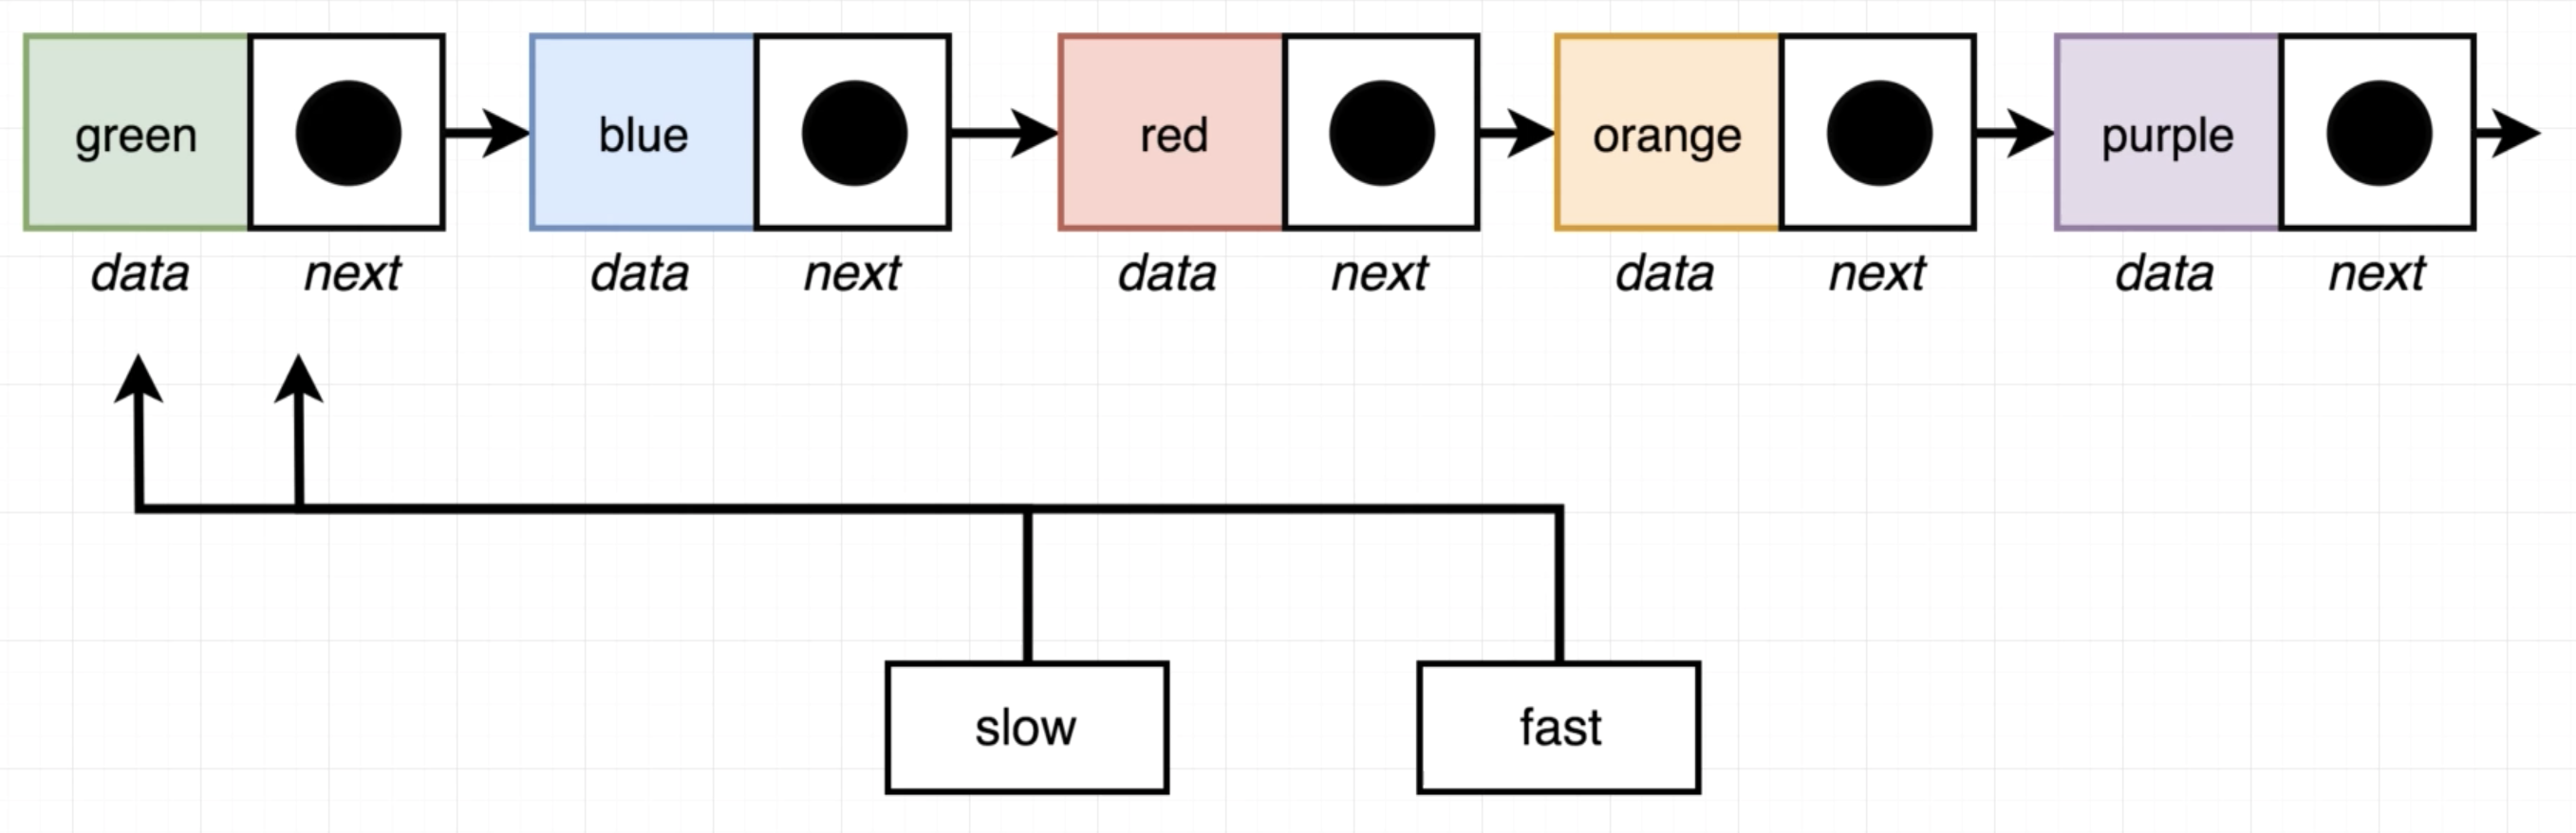 green blue red orange purple
data next data next data next data next data next
slow fast